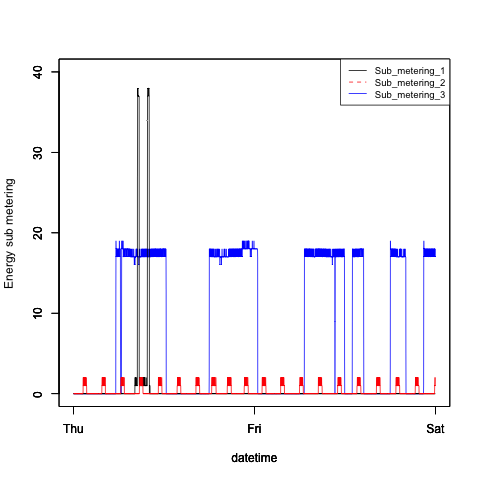 Sub_metering_1
Sub_metering_2
Sub_metering_3
Energy sub metering
40
30
20
10
0
Thu Fri Sat
datetime